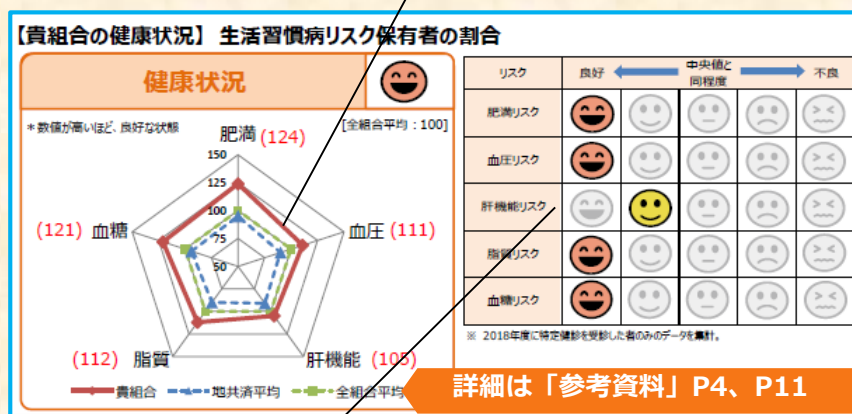 【貴組合の健康状況】 生活習慣病リスク保有者の割合
健康状況
*数値が高いほど、良好な状態
[全組合平均:100]
肥満 (124)
150
125
100
75
50
(121) 血糖
血圧 (111)
(112) 脂質
肝機能 (105)
貴組合 地共済平均 全組合平均
リスク 良好 中央値と同程度 不良
肥満リスク
血圧リスク
肝機能リスク
脂質リスク
血糖リスク
※ 2018年度に特定健診を受診した者のみのデータを集計。
詳細は「参考資料」P4、P11